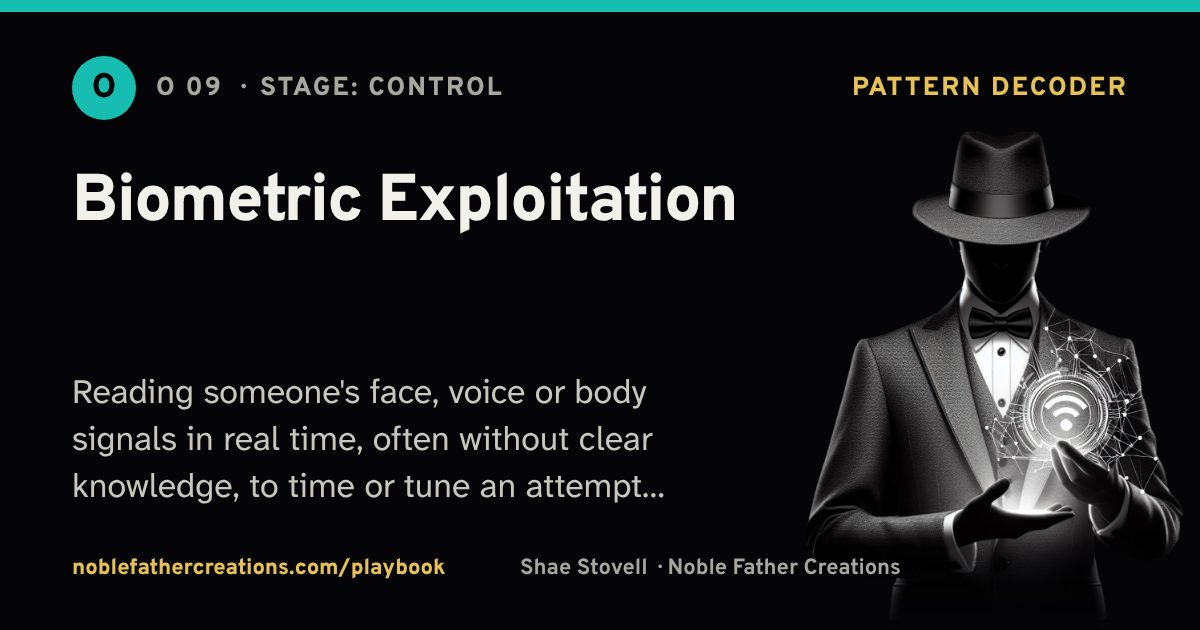 O
O 09 · STAGE: CONTROL
PATTERN DECODER
Biometric Exploitation
Reading someone's face, voice or body
signals in real time, often without clear
knowledge, to time or tune an attempt...
noblefathercreations.com/playbook
Shae Stovell · Noble Father Creations